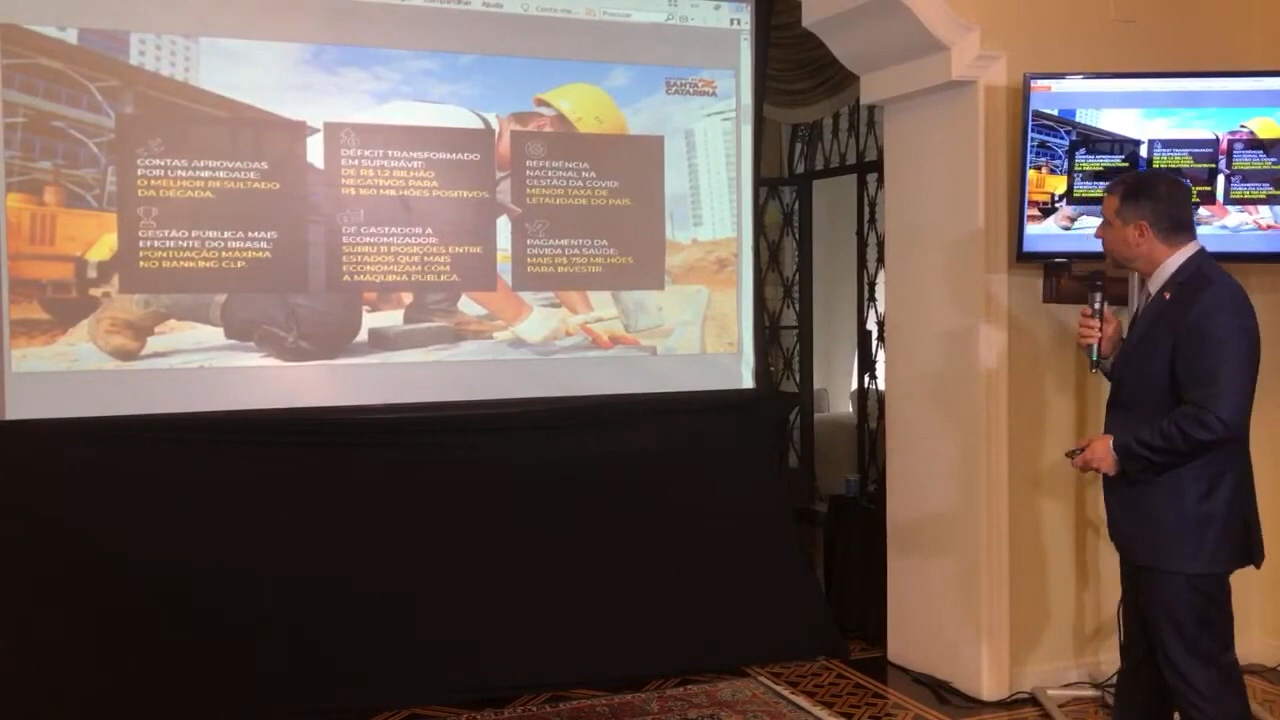 Compartilhar Ajuda
Procurar
SANTA
CATARINA
CONTAS APROVADAS
POR UNANIMIDADE:
O MELHOR RESULTADO
DA DÉCADA.
GESTÃO PÚBLICA MAIS
EFICIENTE DO BRASIL:
PONTUAÇÃO MÁXIMA
NO RANKING CLP.
DÉFICIT TRANSFORMADO
EM SUPERÁVIT:
DE R$ 1,2 BILHÃO
NEGATIVOS PARA
R$ 160 MILHÕES POSITIVOS.
DE GASTADOR A
ECONOMIZADOR:
SUBIU 11 POSIÇÕES ENTRE
ESTADOS QUE MAIS
ECONOMIZAM COM
A MÁQUINA PÚBLICA.
REFERÊNCIA
NACIONAL NA
GESTÃO DA COVID:
MENOR TAXA DE
LETALIDADE DO PAÍS.
PAGAMENTO DA
DÍVIDA DA SAÚDE:
MAIS R$ 750 MILHÕES
PARA INVESTIR.